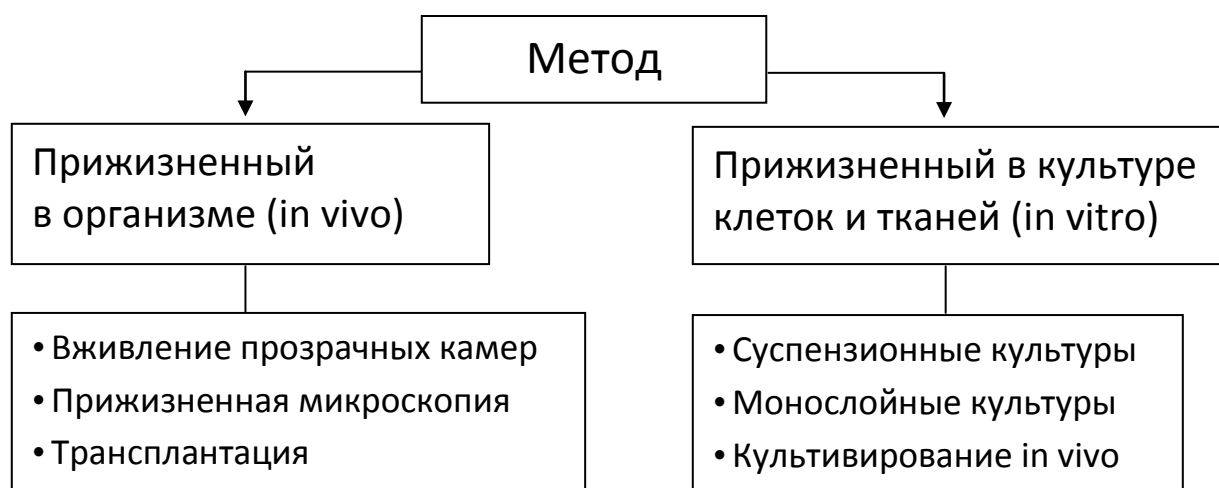 Метод
Прижизненный
в организме (in vivo)
• Вживление прозрачных камер
• Прижизненная микроскопия
• Трансплантация
Прижизненный в культуре
клеток и тканей (in vitro)
• Суспензионные культуры
• Монослойные культуры
• Культивирование in vivo